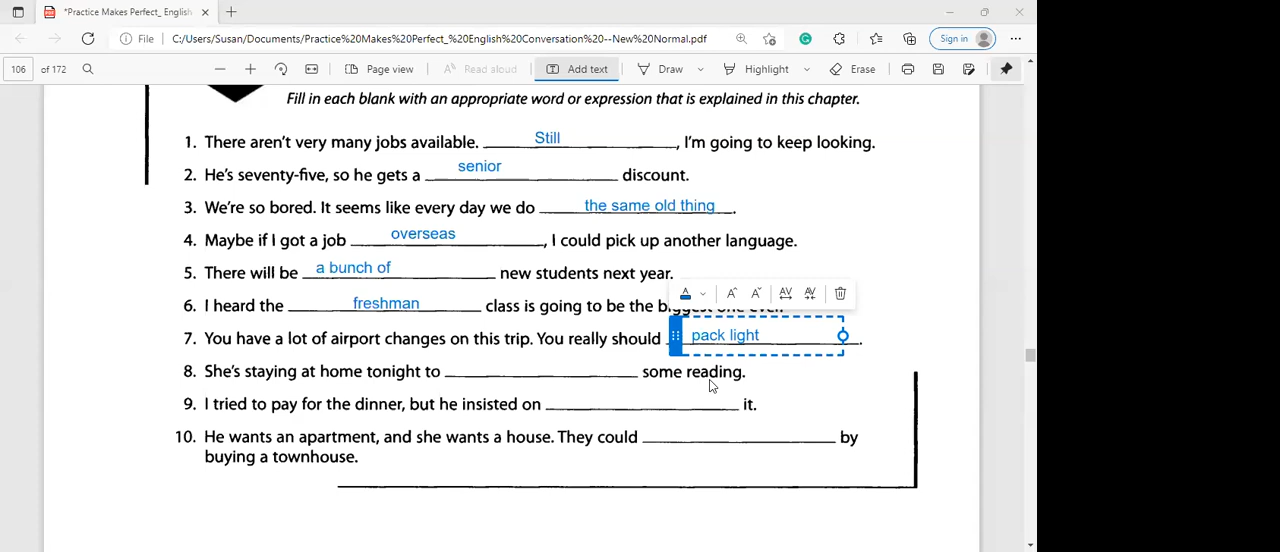 *Practice Makes Perfect_ English
File C:/Users/Susan/Documents/Practice%20Makes%20Perfect_%20English%20Conversation%20--New%20Normal.pdf Sign in
106 of 172 Page view Read aloud Add text Draw Highlight Erase
Fill in each blank with an appropriate word or expression that is explained in this chapter.
1. There aren't very many jobs available. Still, I'm going to keep looking.
2. He's seventy-five, so he gets a senior discount.
3. We're so bored. It seems like every day we do the same old thing.
4. Maybe if I got a job overseas, I could pick up another language.
5. There will be a bunch of new students next year.
6. I heard the freshman class is going to be the biggest one ever.
7. You have a lot of airport changes on this trip. You really should pack light.
8. She's staying at home tonight to ____ some reading.
9. I tried to pay for the dinner, but he insisted on ____ it.
10. He wants an apartment, and she wants a house. They could ____ by
buying a townhouse.